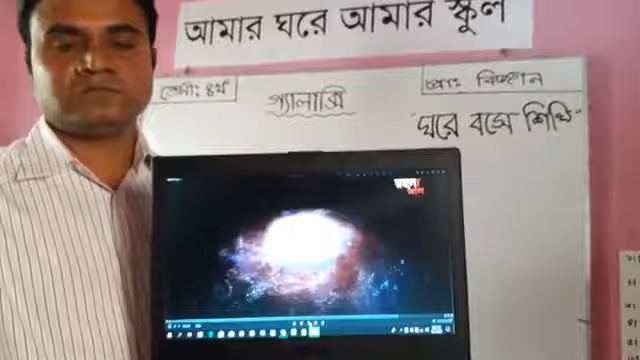 আমার ঘরে আমার স্কুল
শ্রেণী: ৪র্থ
প্রাঃ বিজ্ঞান
গ্যালাক্সি
"ঘরে বসে শিখি"